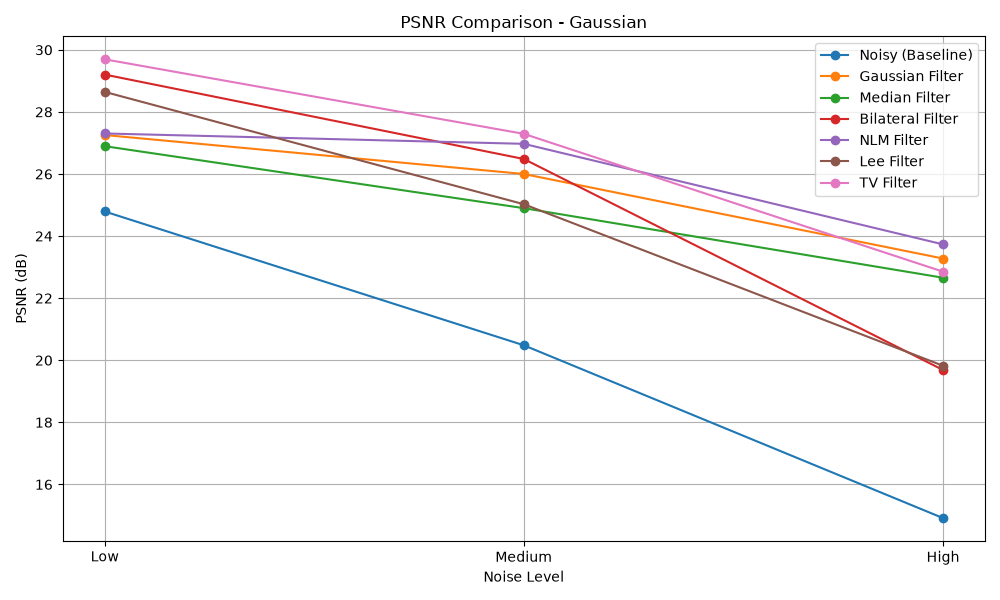 PSNR Comparison - Gaussian
PSNR (dB)
30
28
26
24
22
20
18
16
Low
Medium
High
Noise Level
Noisy (Baseline)
Gaussian Filter
Median Filter
Bilateral Filter
NLM Filter
Lee Filter
TV Filter